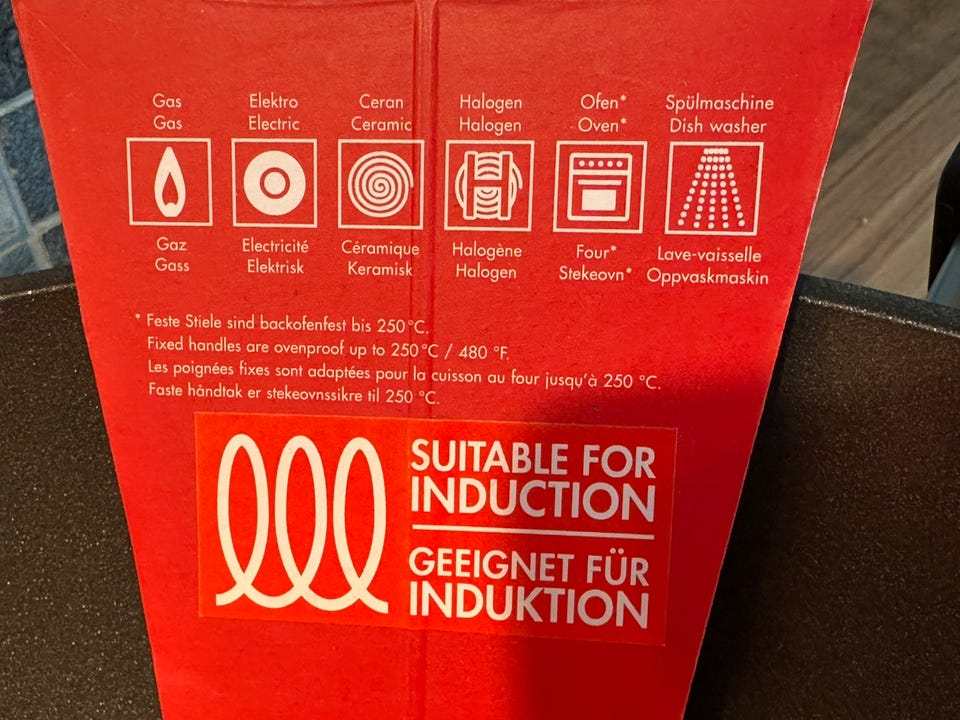 Gas Elektro Ceran Halogen Ofen* Spülmaschine
Gas Electric Ceramic Halogen Oven* Dish washer
Gaz Electricité Céramique Halogène Four* Lave-vaisselle
Gass Elektrisk Keramisk Halogen Stekeovn* Oppvaskmaskin
* Feste Stiele sind backofenfest bis 250 °C.
Fixed handles are ovenproof up to 250 °C / 480 °F.
Les poignées fixes sont adaptées pour la cuisson au four jusqu'à 250 °C.
Faste håndtak er stekeovnssikre til 250 °C.
SUITABLE FOR
INDUCTION
GEEIGNET FÜR
INDUKTION